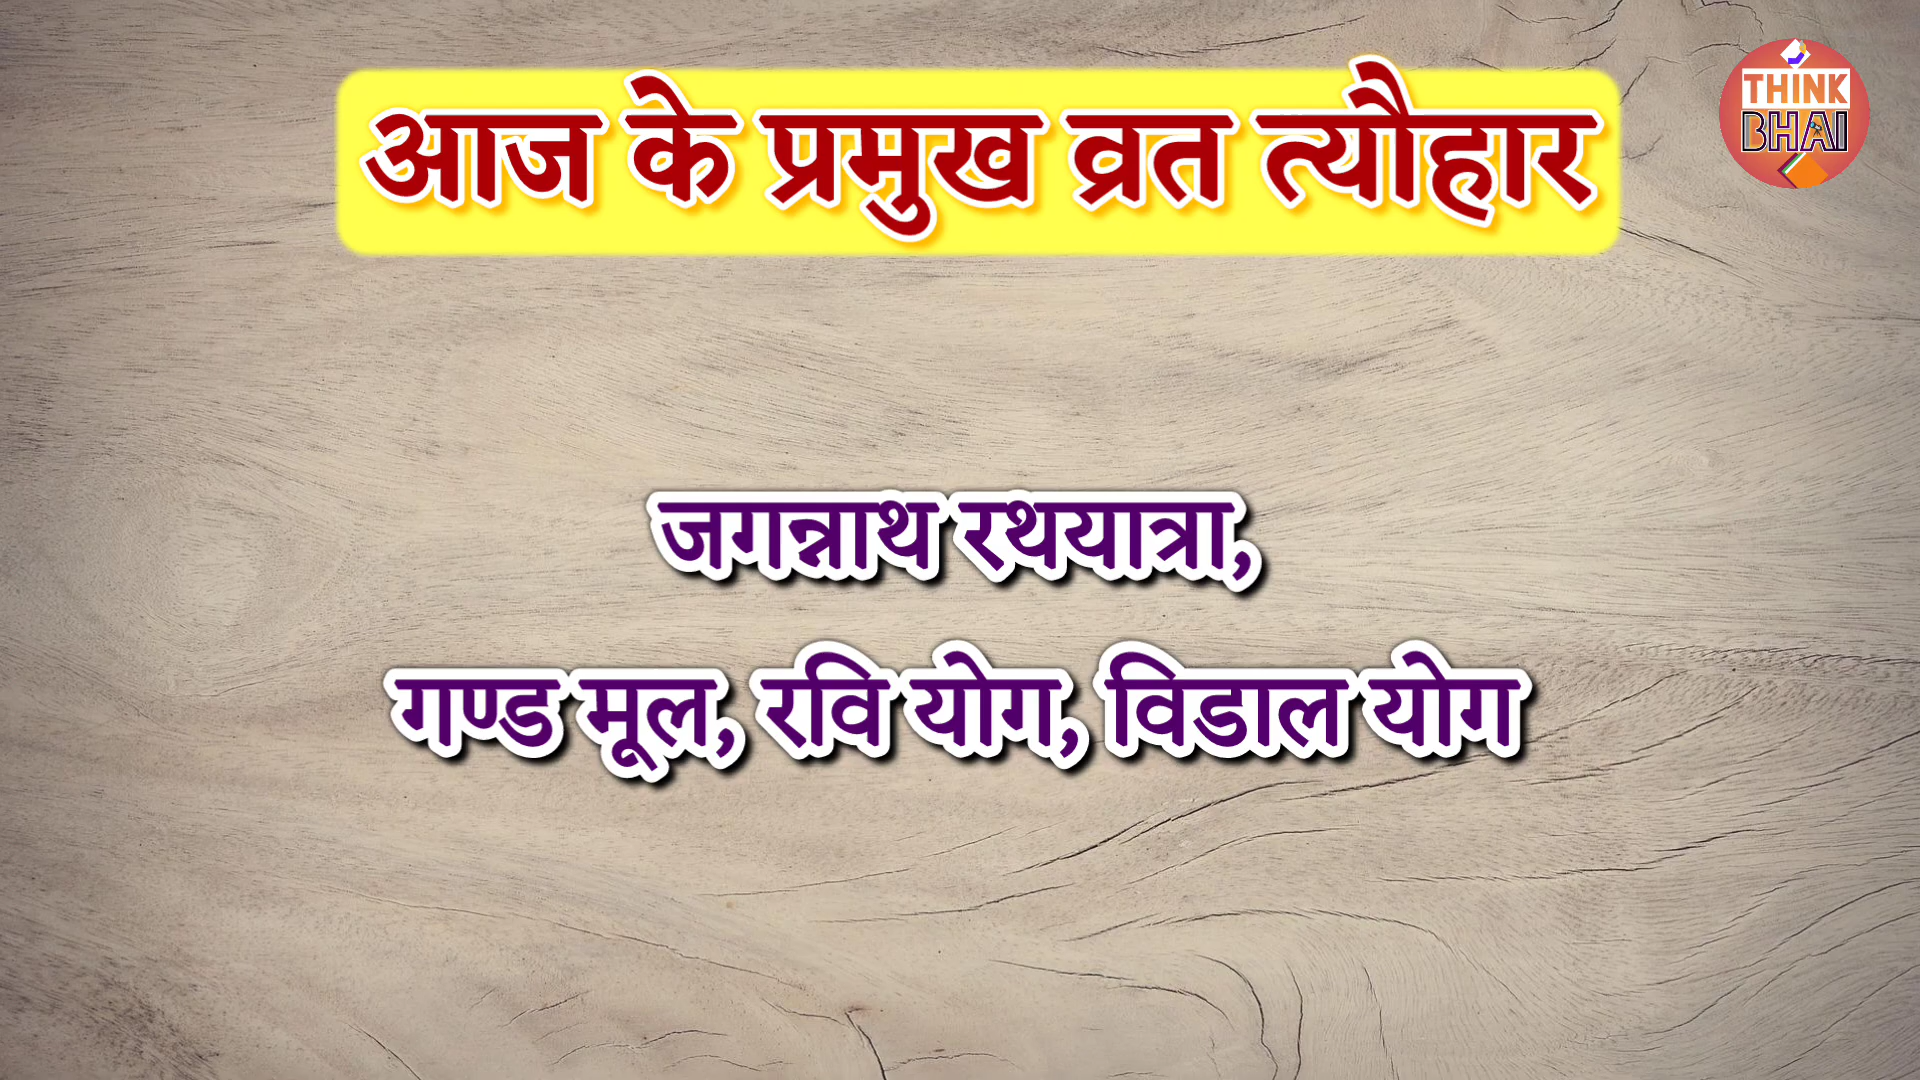 आज के प्रमुख व्रत त्यौहार
THINK
BHAI
जगन्नाथ रथयात्रा,
गण्ड मूल, रवि योग, विडाल योग